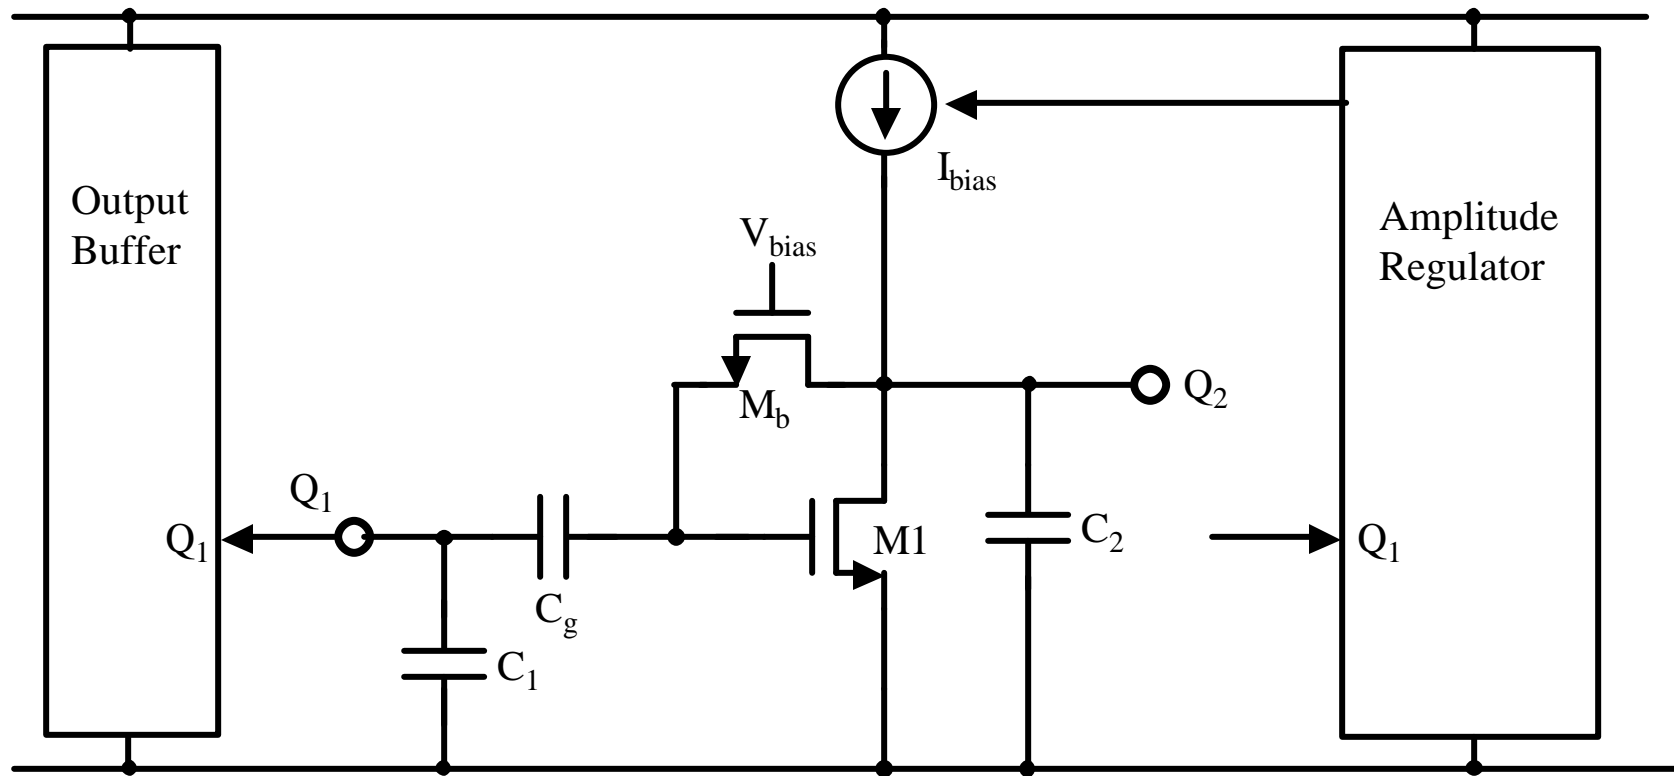 Output
Buffer
I_bias
V_bias
Amplitude
Regulator
M_b
Q_2
Q_1
Q_1
M1
C_2
Q_1
C_g
C_1